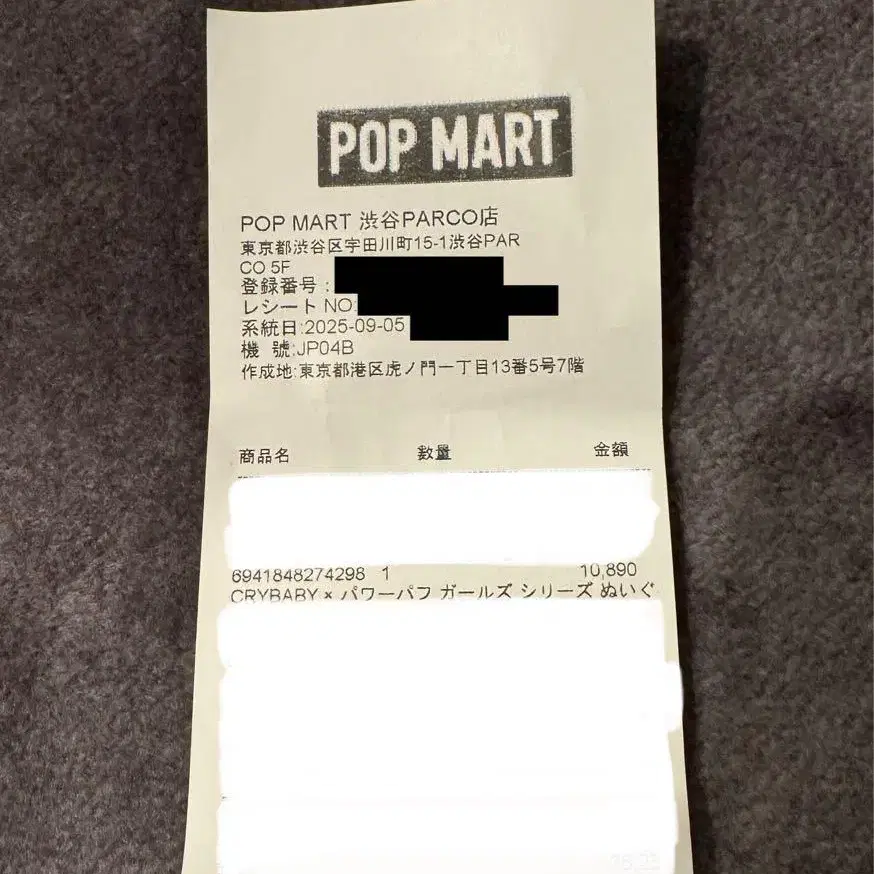 POP MART
POP MART 渋谷PARCO店
東京都渋谷区宇田川町15-1渋谷PAR
CO 5F
登録番号：
レシート NO:
系統日:2025-09-05
機 號:JP04B
作成地:東京都港区虎ノ門一丁目13番5号7階
商品名 数量 金額
6941848274298 1 10,890
CRYBABY × パワーパフ ガールズ シリーズ ぬいぐ